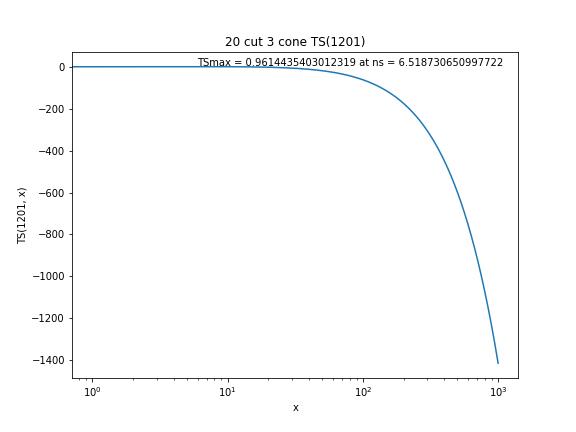 20 cut 3 cone TS(1201)
TSmax = 0.9614435403012319 at ns = 6.518730650997722
0
−200
−400
−600
−800
−1000
−1200
−1400
TS(1201, x)
10⁰ 10¹ 10² 10³
x